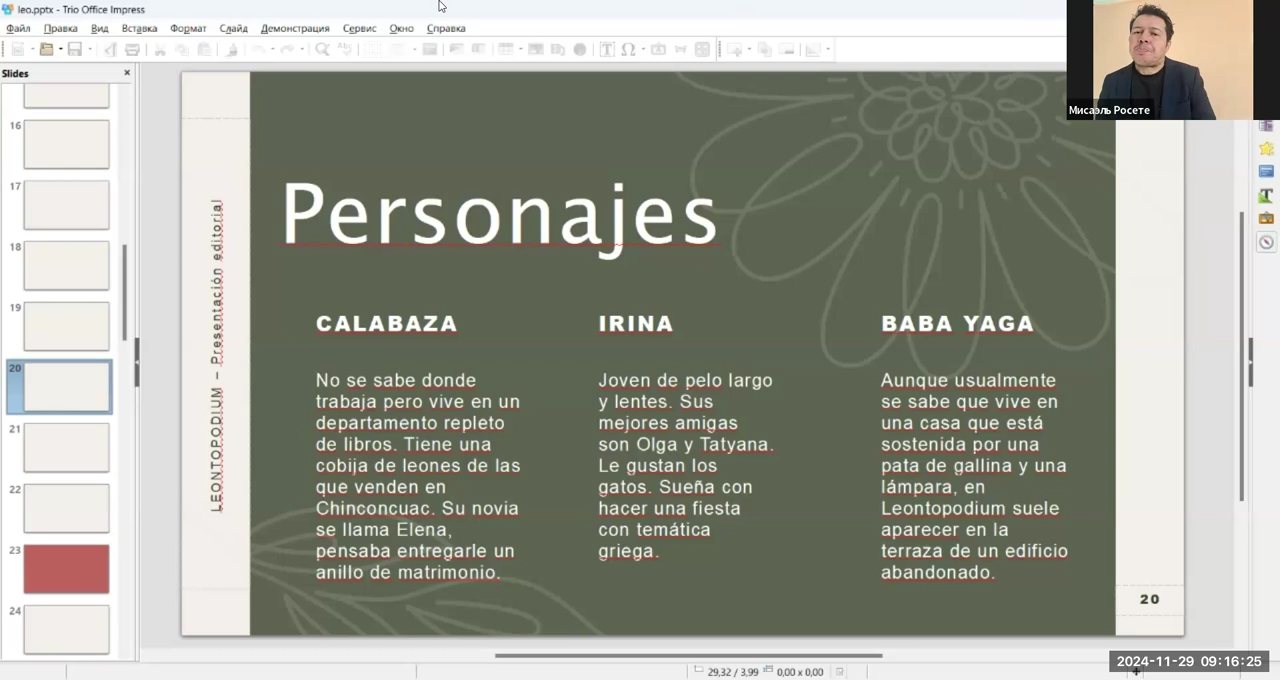 leo.pptx - Trio Office Impress
Файл Правка Вид Вставка Формат Слайд Демонстрация Сервис Окно Справка
Slides
16
17
18
19
20
21
22
23
24
LEONTOPODIUM – Presentación editorial
Personajes
CALABAZA
No se sabe donde
trabaja pero vive en un
departamento repleto
de libros. Tiene una
cobija de leones de las
que venden en
Chinconcuac. Su novia
se llama Elena,
pensaba entregarle un
anillo de matrimonio.
IRINA
Joven de pelo largo
y lentes. Sus
mejores amigas
son Olga y Tatyana.
Le gustan los
gatos. Sueña con
hacer una fiesta
con temática
griega.
BABA YAGA
Aunque usualmente
se sabe que vive en
una casa que está
sostenida por una
pata de gallina y una
lámpara, en
Leontopodium suele
aparecer en la
terraza de un edificio
abandonado.
20
Мисаэль Росете
29,32 / 3,99 0,00 x 0,00
2024-11-29 09:16:25